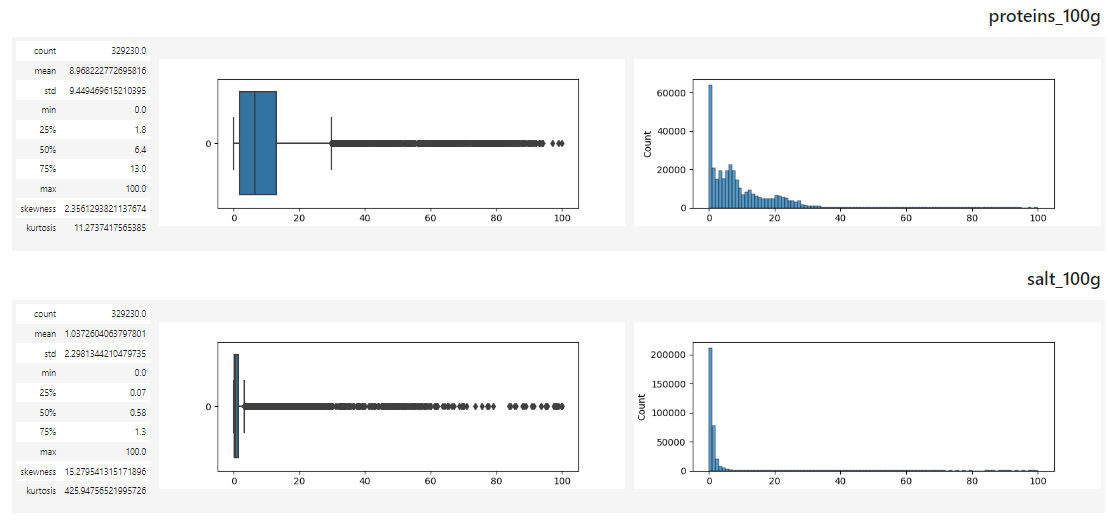 proteins_100g
count 329230.0
mean 8.968222772695816
std 9.449469615210395
min 0.0
25% 1.8
50% 6.4
75% 13.0
max 100.0
skewness 2.3561293821137674
kurtosis 11.2737417565385
0
0 20 40 60 80 100
Count
60000
40000
20000
0
0 20 40 60 80 100
salt_100g
count 329230.0
mean 1.0372604063797801
std 2.2981344210479735
min 0.0
25% 0.07
50% 0.58
75% 1.3
max 100.0
skewness 15.279541315171896
kurtosis 425.94756521995726
0
0 20 40 60 80 100
Count
200000
150000
100000
50000
0
0 20 40 60 80 100